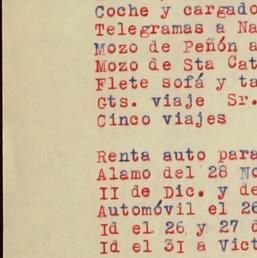 Coche y cargado
Telegramas a Na
Mozo de Peñón a
Mozo de Sta Cat
Flete sofá y ta
Gts. viaje Sr.
Cinco viajes
Renta auto para
Alamo del 28 No
II de Dic. y de
Automóvil el 26
Id el 26 y 27 d
Id el 3I a Vict